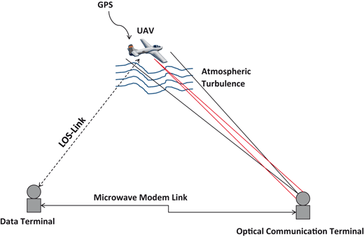 GPS
UAV
Atmospheric
Turbulence
LOS-Link
Microwave Modem Link
Data Terminal
Optical Communication Terminal